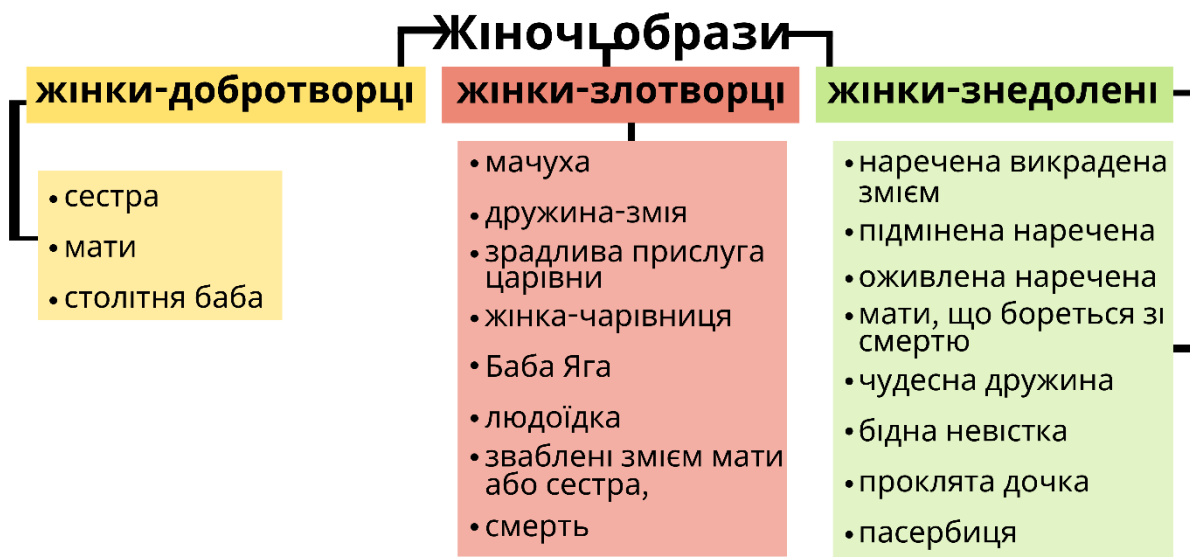 Жіночі образи
жінки-добротворці
• сестра
• мати
• столітня баба
жінки-злотворці
• мачуха
• дружина-змія
• зрадлива прислуга
царівни
• жінка-чарівниця
• Баба Яга
• людоїдка
• зваблені змієм мати
або сестра,
• смерть
жінки-знедолені
• наречена викрадена
змієм
• підмінена наречена
• оживлена наречена
• мати, що бореться зі
смертю
• чудесна дружина
• бідна невістка
• проклята дочка
• пасербиця